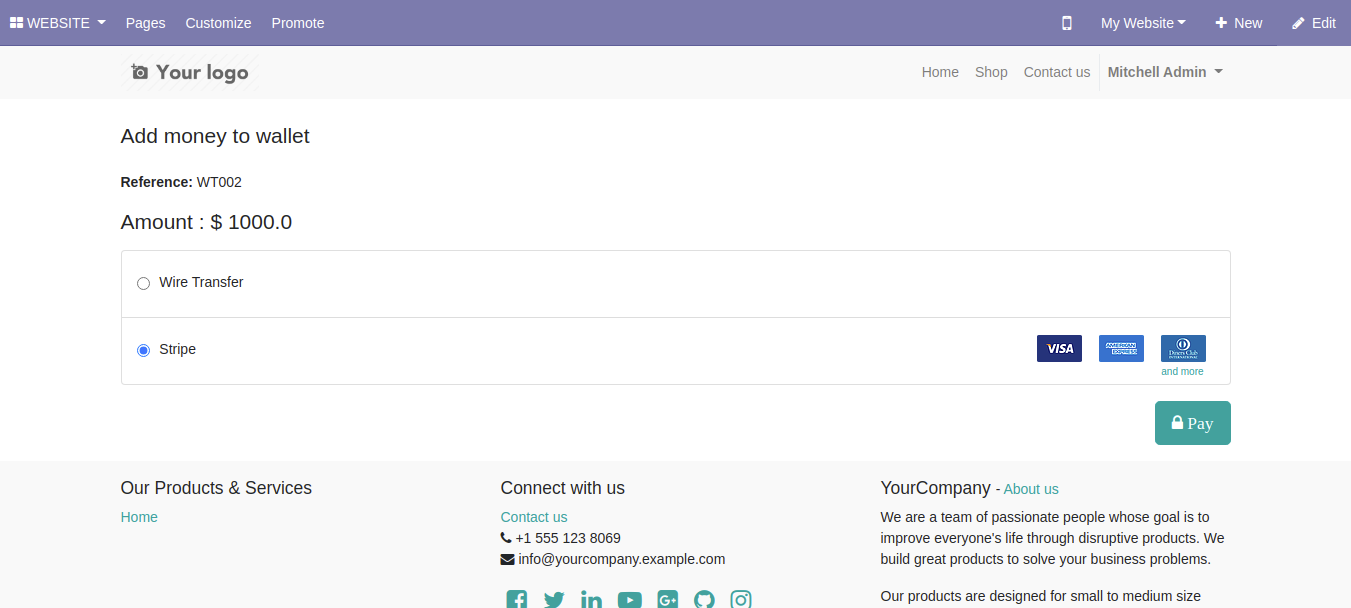 WEBSITE Pages Customize Promote My Website New Edit
Your logo Home Shop Contact us Mitchell Admin
Add money to wallet
Reference: WT002
Amount : $ 1000.0
Wire Transfer
Stripe VISA AMERICAN EXPRESS Diners Club INTERNATIONAL
and more
Pay
Our Products & Services
Home
Connect with us
Contact us
+1 555 123 8069
info@yourcompany.example.com
YourCompany - About us
We are a team of passionate people whose goal is to
improve everyone's life through disruptive products. We
build great products to solve your business problems.
Our products are designed for small to medium size